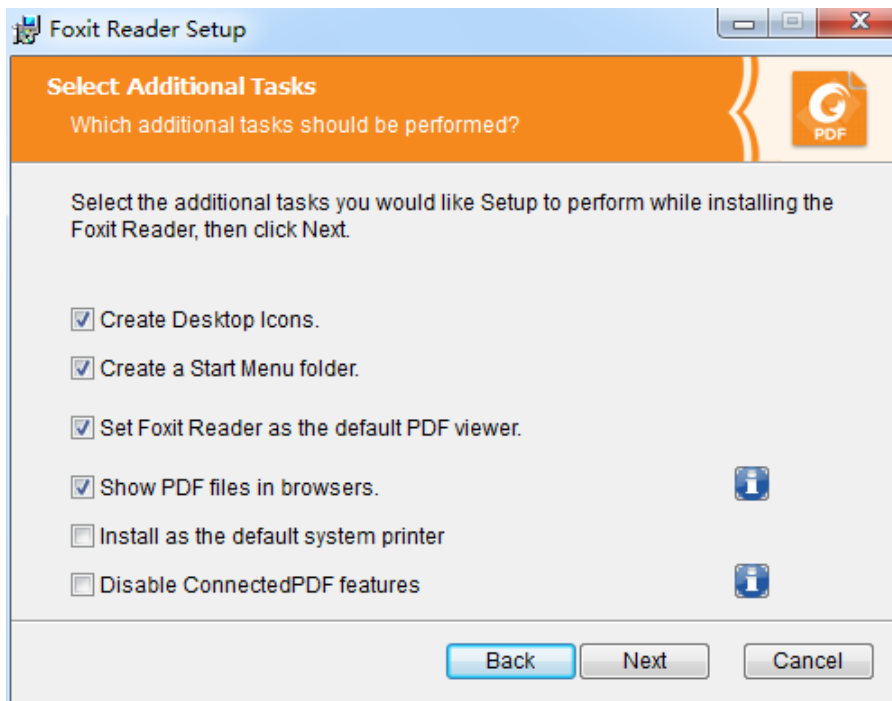 Foxit Reader Setup
Select Additional Tasks
Which additional tasks should be performed?
PDF
Select the additional tasks you would like Setup to perform while installing the
Foxit Reader, then click Next.
Create Desktop Icons.
Create a Start Menu folder.
Set Foxit Reader as the default PDF viewer.
Show PDF files in browsers.
Install as the default system printer
Disable ConnectedPDF features
Back Next Cancel